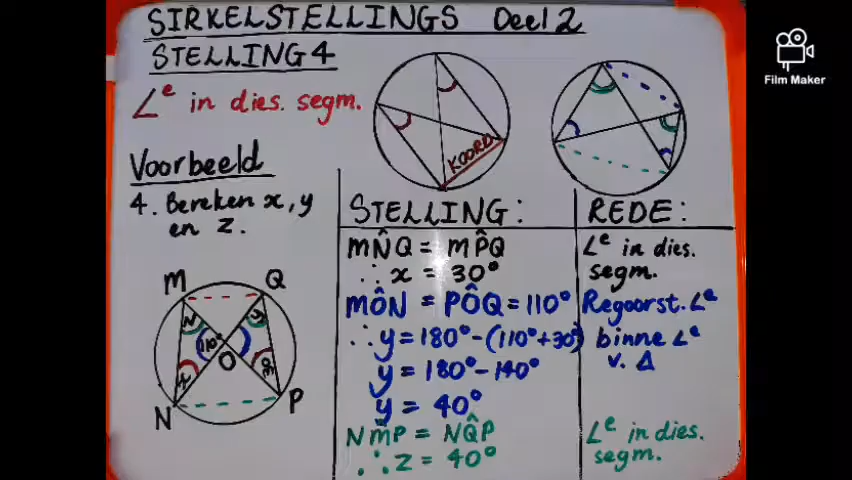 SIRKELSTELLINGS Deel 2
STELLING 4
∠ᵉ in dies. segm.
KOORD
Film Maker
Voorbeeld
4. Bereken x, y
en z.
M Q
z y
110°
O
x 30°
N P
STELLING: REDE:
MN̂Q = MP̂Q ∠ᵉ in dies.
∴ x = 30° segm.
MÔN = PÔQ = 110° Regoorst. ∠ᵉ
∴ y = 180° - (110° + 30°) binne ∠ᵉ
y = 180° - 140° v. Δ
y = 40°
NM̂P = NQ̂P ∠ᵉ in dies.
∴ z = 40° segm.